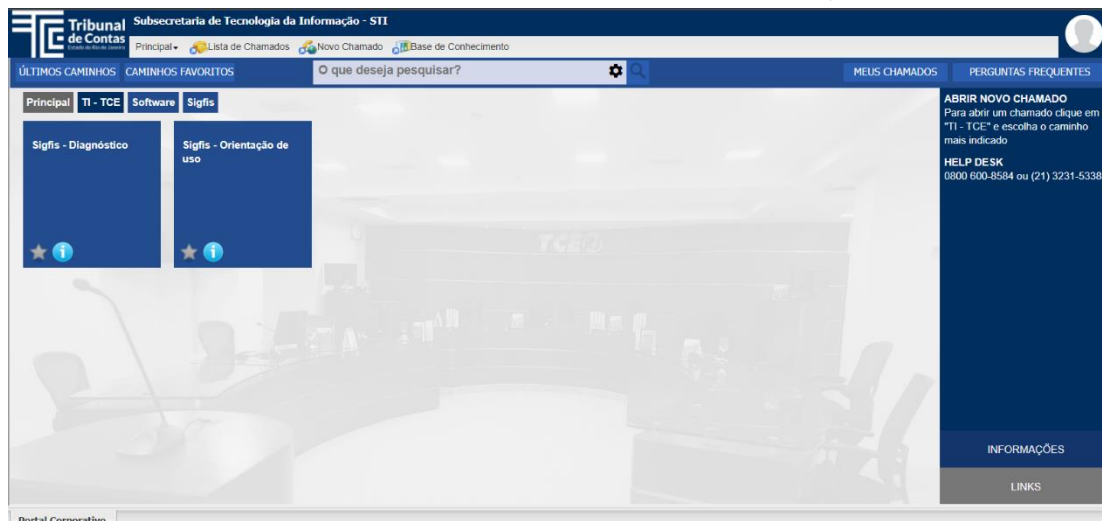 Tribunal
de Contas
Estado do Rio de Janeiro
Subsecretaria de Tecnologia da Informação - STI
Principal Lista de Chamados Novo Chamado Base de Conhecimento
ÚLTIMOS CAMINHOS CAMINHOS FAVORITOS O que deseja pesquisar? MEUS CHAMADOS PERGUNTAS FREQUENTES
Principal TI - TCE Software Sigfis
Sigfis - Diagnóstico
Sigfis - Orientação de
uso
ABRIR NOVO CHAMADO
Para abrir um chamado clique em
"TI - TCE" e escolha o caminho
mais indicado
HELP DESK
0800 600-8584 ou (21) 3231-5338
TCERJ
INFORMAÇÕES
LINKS
Portal Corporativo